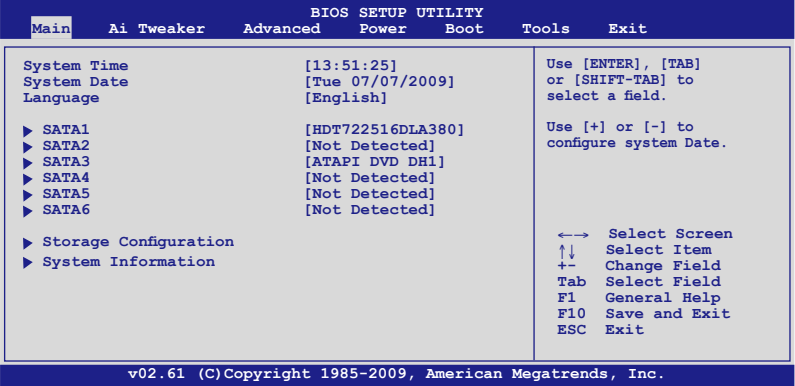 BIOS SETUP UTILITY
Main Ai Tweaker Advanced Power Boot Tools Exit
System Time [13:51:25]
System Date [Tue 07/07/2009]
Language [English]
▶ SATA1 [HDT722516DLA380]
▶ SATA2 [Not Detected]
▶ SATA3 [ATAPI DVD DH1]
▶ SATA4 [Not Detected]
▶ SATA5 [Not Detected]
▶ SATA6 [Not Detected]
▶ Storage Configuration
▶ System Information
Use [ENTER], [TAB]
or [SHIFT-TAB] to
select a field.
Use [+] or [-] to
configure system Date.
←→ Select Screen
↑↓ Select Item
+- Change Field
Tab Select Field
F1 General Help
F10 Save and Exit
ESC Exit
v02.61 (C)Copyright 1985-2009, American Megatrends, Inc.